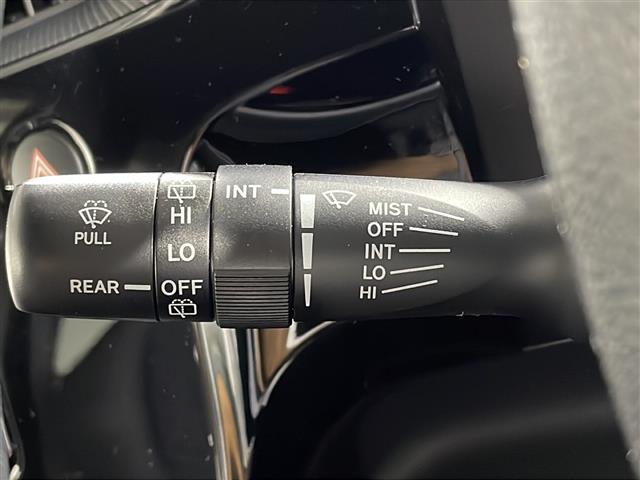 PULL
REAR
HI
LO
OFF
INT
MIST
OFF
INT
LO
HI